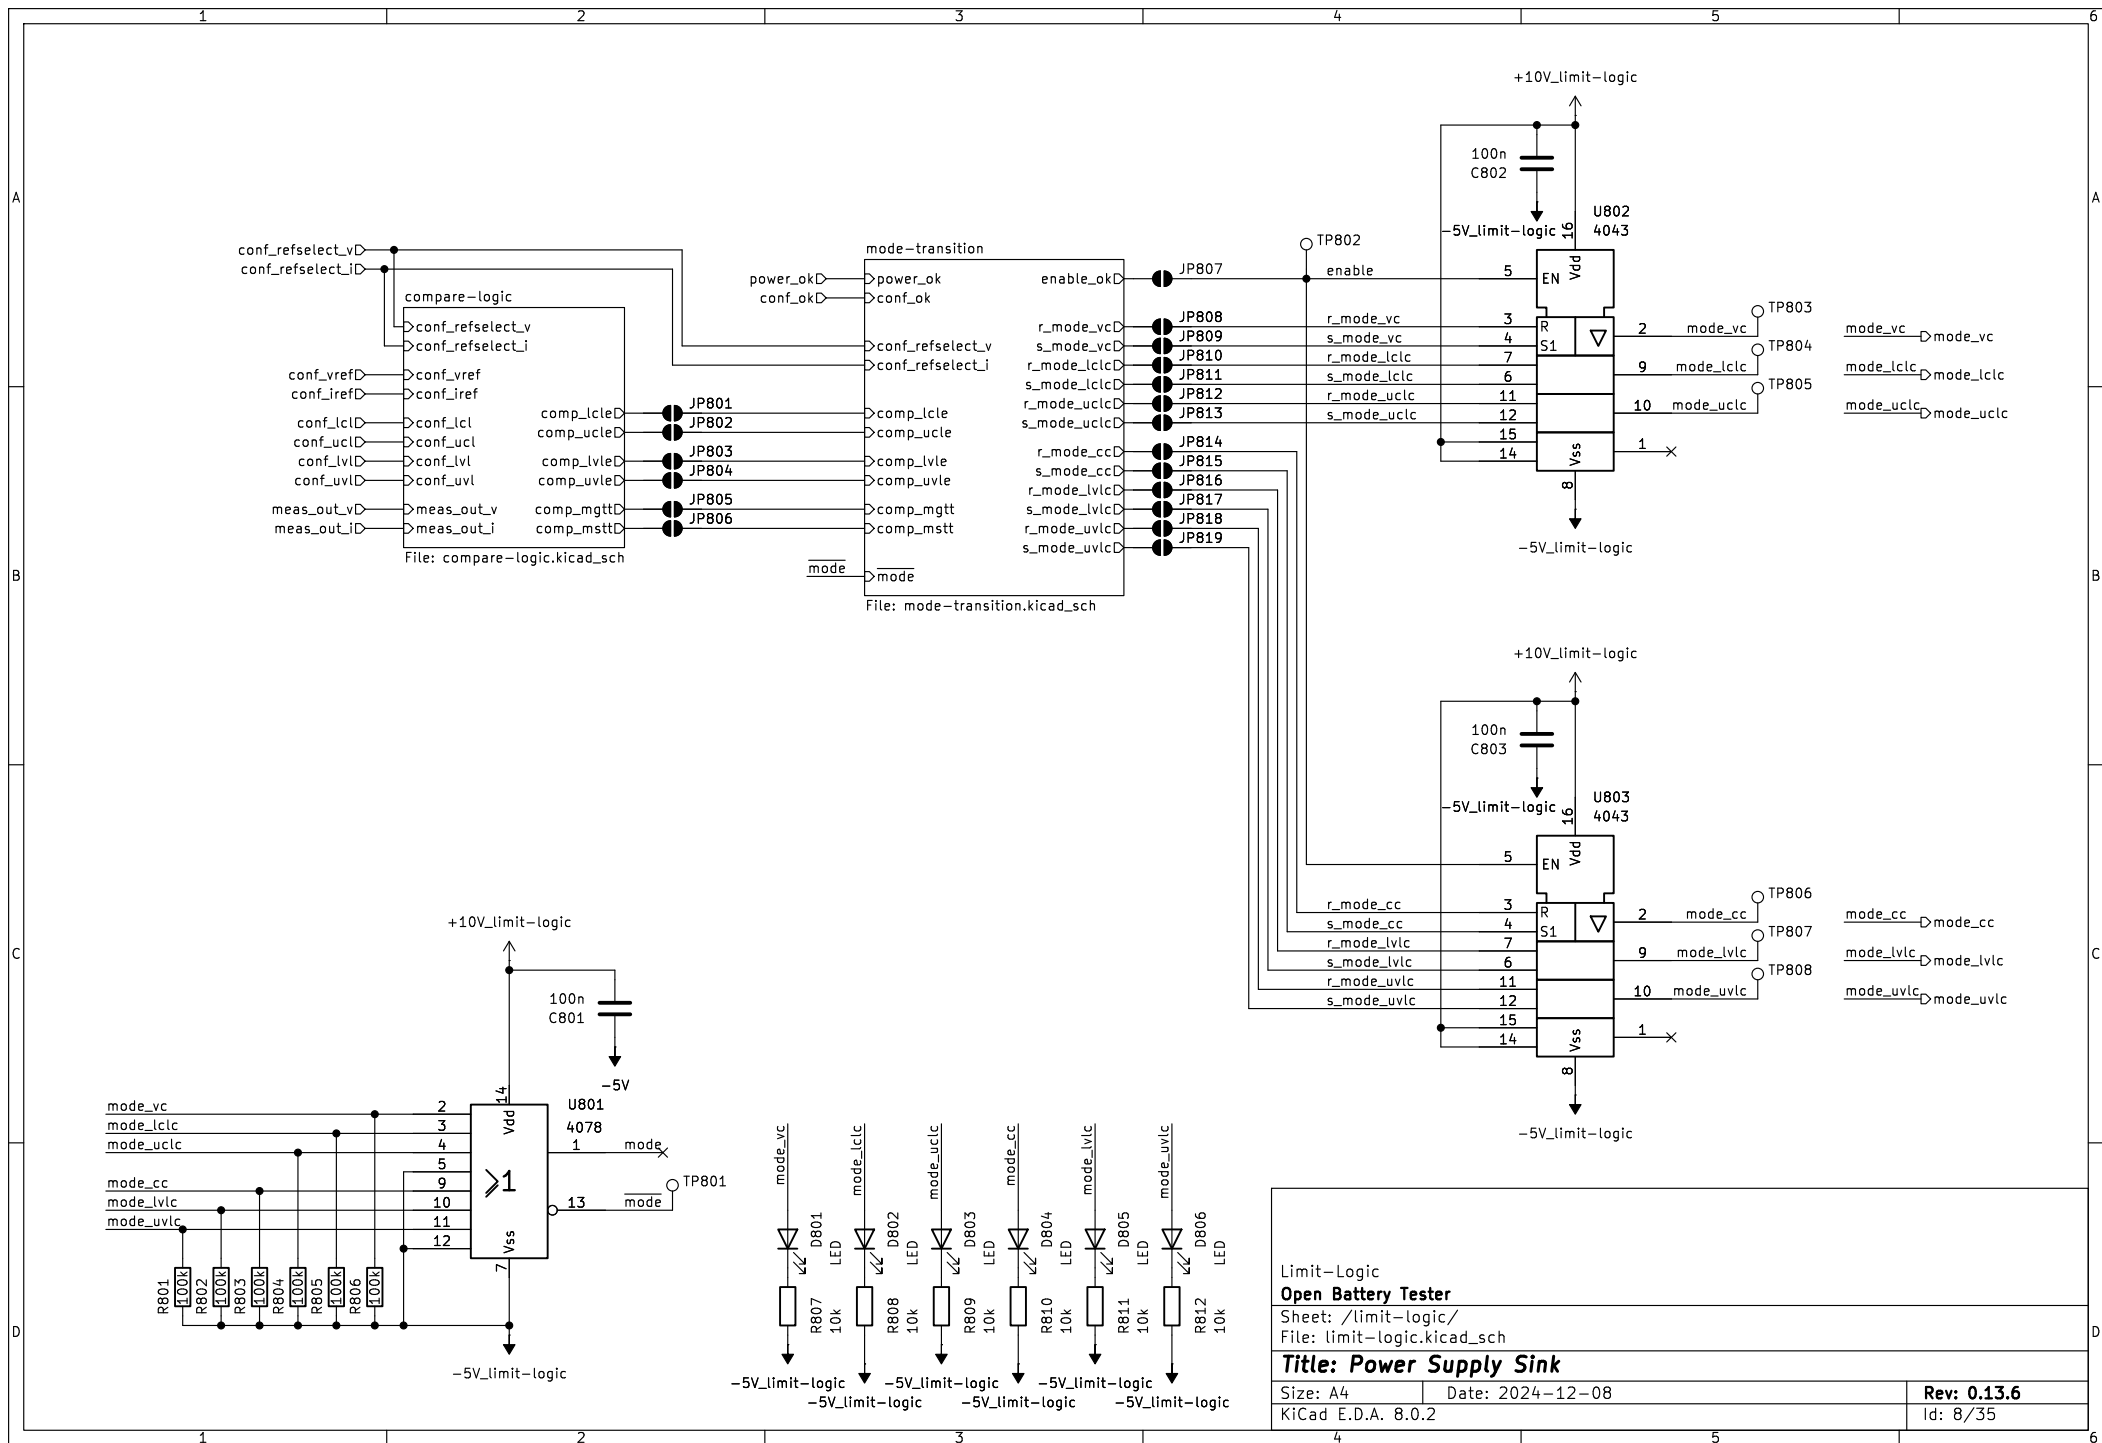 1 2 3 4 5 6
A
B
C
D
A
B
C
D
1 2 3 4 5 6
conf_refselect_v
conf_refselect_i
compare-logic
conf_refselect_v
conf_refselect_i
conf_vref conf_vref
conf_iref conf_iref
conf_lcl conf_lcl
conf_ucl conf_ucl
conf_lvl conf_lvl
conf_uvl conf_uvl
meas_out_v meas_out_v
meas_out_i meas_out_i
comp_lcle JP801
comp_ucle JP802
comp_lvle JP803
comp_uvle JP804
comp_mgtt JP805
comp_mstt JP806
File: compare-logic.kicad_sch
mode-transition
power_ok power_ok
conf_ok conf_ok
conf_refselect_v
conf_refselect_i
comp_lcle
comp_ucle
comp_lvle
comp_uvle
comp_mgtt
comp_mstt
mode mode
File: mode-transition.kicad_sch
enable_ok JP807
r_mode_vc JP808
s_mode_vc JP809
r_mode_lclc JP810
s_mode_lclc JP811
r_mode_uclc JP812
s_mode_uclc JP813
r_mode_cc JP814
s_mode_cc JP815
r_mode_lvlc JP816
s_mode_lvlc JP817
r_mode_uvlc JP818
s_mode_uvlc JP819
TP802
+10V_limit-logic
100n
C802
-5V_limit-logic
U802
4043
16
Vdd
enable 5 EN
r_mode_vc 3 R
s_mode_vc 4 S1
r_mode_lclc 7
s_mode_lclc 6
r_mode_uclc 11
s_mode_uclc 12
15
14
Vss
8
-5V_limit-logic
2 mode_vc TP803
9 mode_lclc TP804
10 mode_uclc TP805
1
mode_vc mode_vc
mode_lclc mode_lclc
mode_uclc mode_uclc
+10V_limit-logic
100n
C803
-5V_limit-logic
U803
4043
16
Vdd
5 EN
r_mode_cc 3 R
s_mode_cc 4 S1
r_mode_lvlc 7
s_mode_lvlc 6
r_mode_uvlc 11
s_mode_uvlc 12
15
14
Vss
8
-5V_limit-logic
2 mode_cc TP806
9 mode_lvlc TP807
10 mode_uvlc TP808
1
mode_cc mode_cc
mode_lvlc mode_lvlc
mode_uvlc mode_uvlc
+10V_limit-logic
100n
C801
-5V
14
Vdd
U801
4078
mode_vc 2
mode_lclc 3
mode_uclc 4
5
mode_cc 9
mode_lvlc 10
mode_uvlc 11
12
≥1
1 mode
13 mode TP801
Vss
7
R801 100k
R802 100k
R803 100k
R804 100k
R805 100k
R806 100k
-5V_limit-logic
mode_vc
mode_lclc
mode_uclc
mode_cc
mode_lvlc
mode_uvlc
D801 LED
D802 LED
D803 LED
D804 LED
D805 LED
D806 LED
R807 10k
R808 10k
R809 10k
R810 10k
R811 10k
R812 10k
-5V_limit-logic -5V_limit-logic -5V_limit-logic
-5V_limit-logic -5V_limit-logic -5V_limit-logic
Limit-Logic
Open Battery Tester
Sheet: /limit-logic/
File: limit-logic.kicad_sch
Title: Power Supply Sink
Size: A4 Date: 2024-12-08 Rev: 0.13.6
KiCad E.D.A. 8.0.2 Id: 8/35